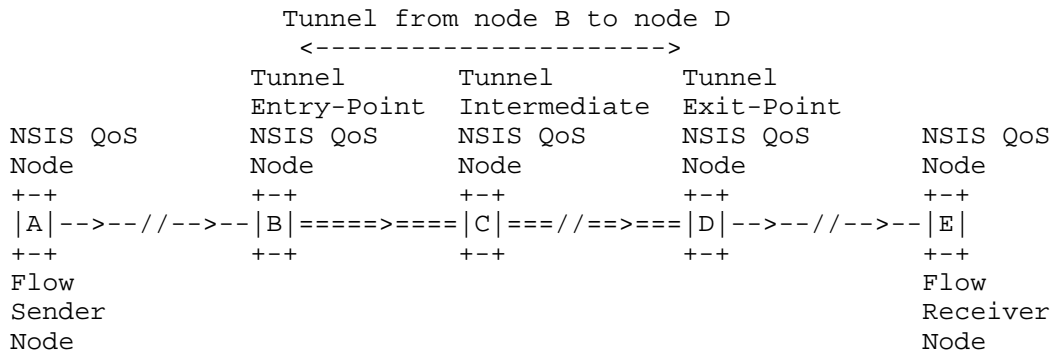 Tunnel from node B to node D
                      <----------------------->
                  Tunnel         Tunnel          Tunnel
                  Entry-Point  Intermediate  Exit-Point
NSIS QoS          NSIS QoS       NSIS QoS        NSIS QoS         NSIS QoS
Node              Node           Node            Node             Node
+-+               +-+            +-+             +-+              +-+
|A|-->--//-->--|B|=====>====|C|===//==>===|D|-->--//-->--|E|
+-+               +-+            +-+             +-+              +-+
Flow                                                              Flow
Sender                                                            Receiver
Node                                                              Node